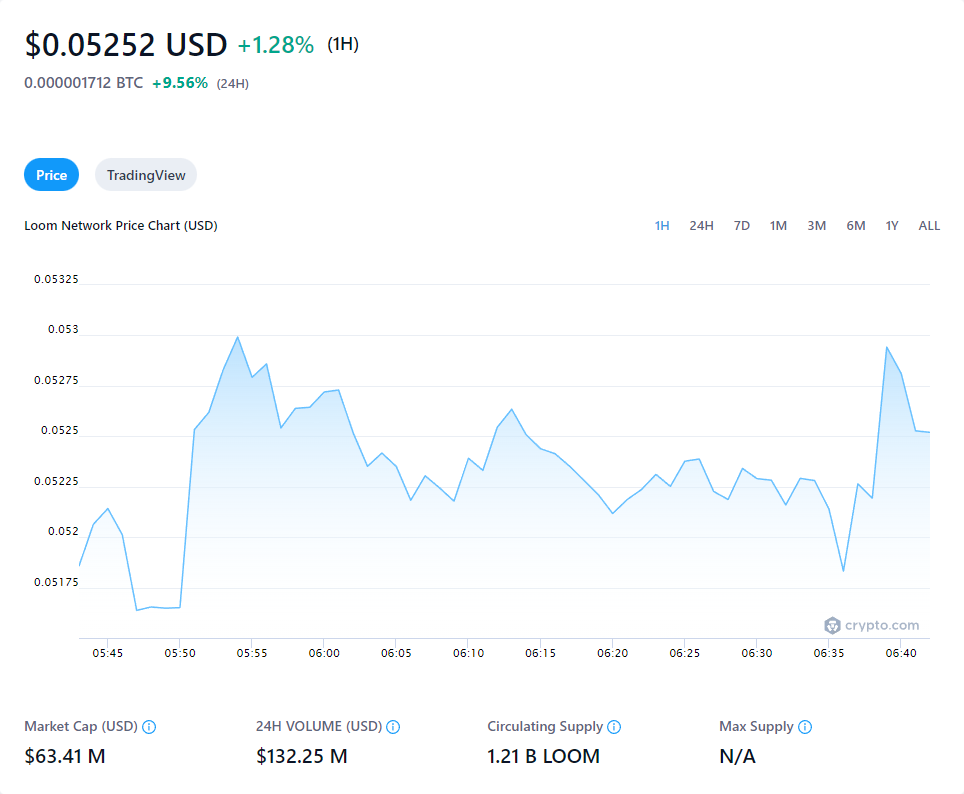 $0.05252 USD +1.28% (1H)
0.000001712 BTC +9.56% (24H)
Price TradingView
Loom Network Price Chart (USD) 1H 24H 7D 1M 3M 6M 1Y ALL
0.05325
0.053
0.05275
0.0525
0.05225
0.052
0.05175
crypto.com
05:45 05:50 05:55 06:00 06:05 06:10 06:15 06:20 06:25 06:30 06:35 06:40
Market Cap (USD) 24H VOLUME (USD) Circulating Supply Max Supply
$63.41 M $132.25 M 1.21 B LOOM N/A